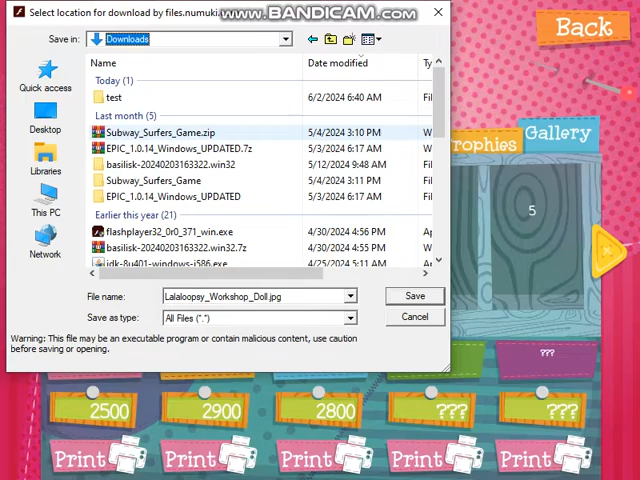 Select location for download by files.numuki.
www.BANDICAM.com
Back
Save in:
Downloads
Name
Date modified
Ty
Today (1)
test
6/2/2024 6:40 AM
Fil
Last month (5)
Subway_Surfers_Game.zip
5/4/2024 3:10 PM
W
EPIC_1.0.14_Windows_UPDATED.7z
5/3/2024 6:17 AM
W
basilisk-20240203163322.win32
5/12/2024 9:48 AM
Fil
Subway_Surfers_Game
5/4/2024 3:11 PM
Fil
EPIC_1.0.14_Windows_UPDATED
5/3/2024 6:17 AM
Fil
Earlier this year (21)
flashplayer32_0r0_371_win.exe
4/30/2024 4:56 PM
Ap
basilisk-20240203163322.win32.7z
4/30/2024 4:55 PM
W
jdk-8u401-windows-i586.exe
4/25/2024 5:11 AM
Ap
Quick access
Desktop
Libraries
This PC
Network
File name:
Lalaloopsy_Workshop_Doll.jpg
Save
Save as type:
All Files (*.*)
Cancel
Warning: This file may be an executable program or contain malicious content, use caution
before saving or opening.
rophies
Gallery
5
???
2500
2900
2800
???
???
Print
Print
Print
Print
Print